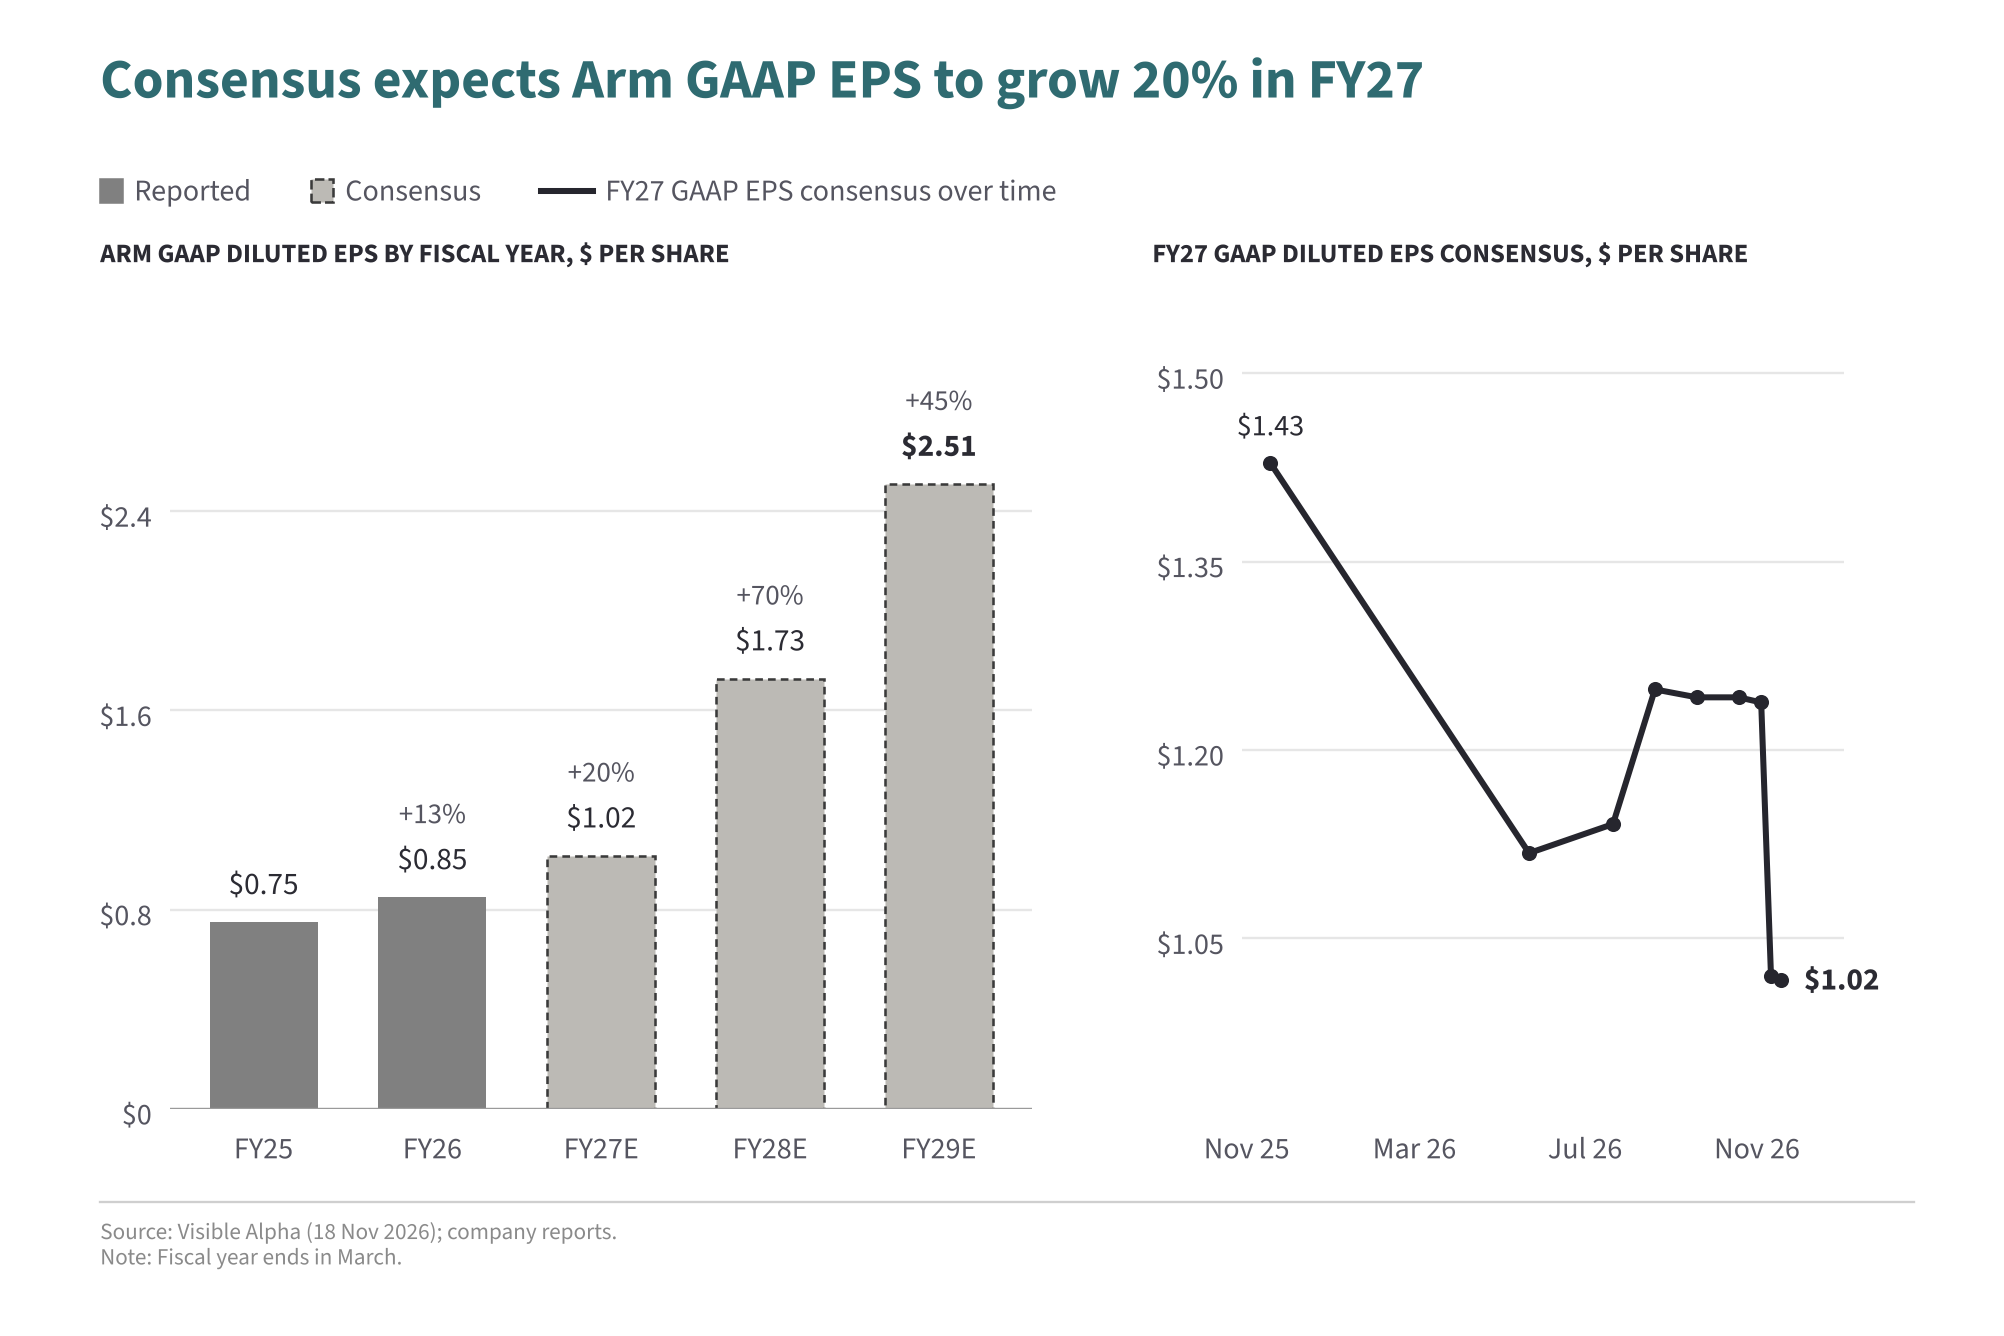 Consensus expects Arm GAAP EPS to grow 20% in FY27
Reported
Consensus
FY27 GAAP EPS consensus over time
ARM GAAP DILUTED EPS BY FISCAL YEAR, $ PER SHARE
$2.4
$1.6
$0.8
$0
$0.75
+13%
$0.85
+20%
$1.02
+70%
$1.73
+45%
$2.51
FY25
FY26
FY27E
FY28E
FY29E
FY27 GAAP DILUTED EPS CONSENSUS, $ PER SHARE
$1.50
$1.35
$1.20
$1.05
$1.43
$1.02
Nov 25
Mar 26
Jul 26
Nov 26
Source: Visible Alpha (18 Nov 2026); company reports.
Note: Fiscal year ends in March.